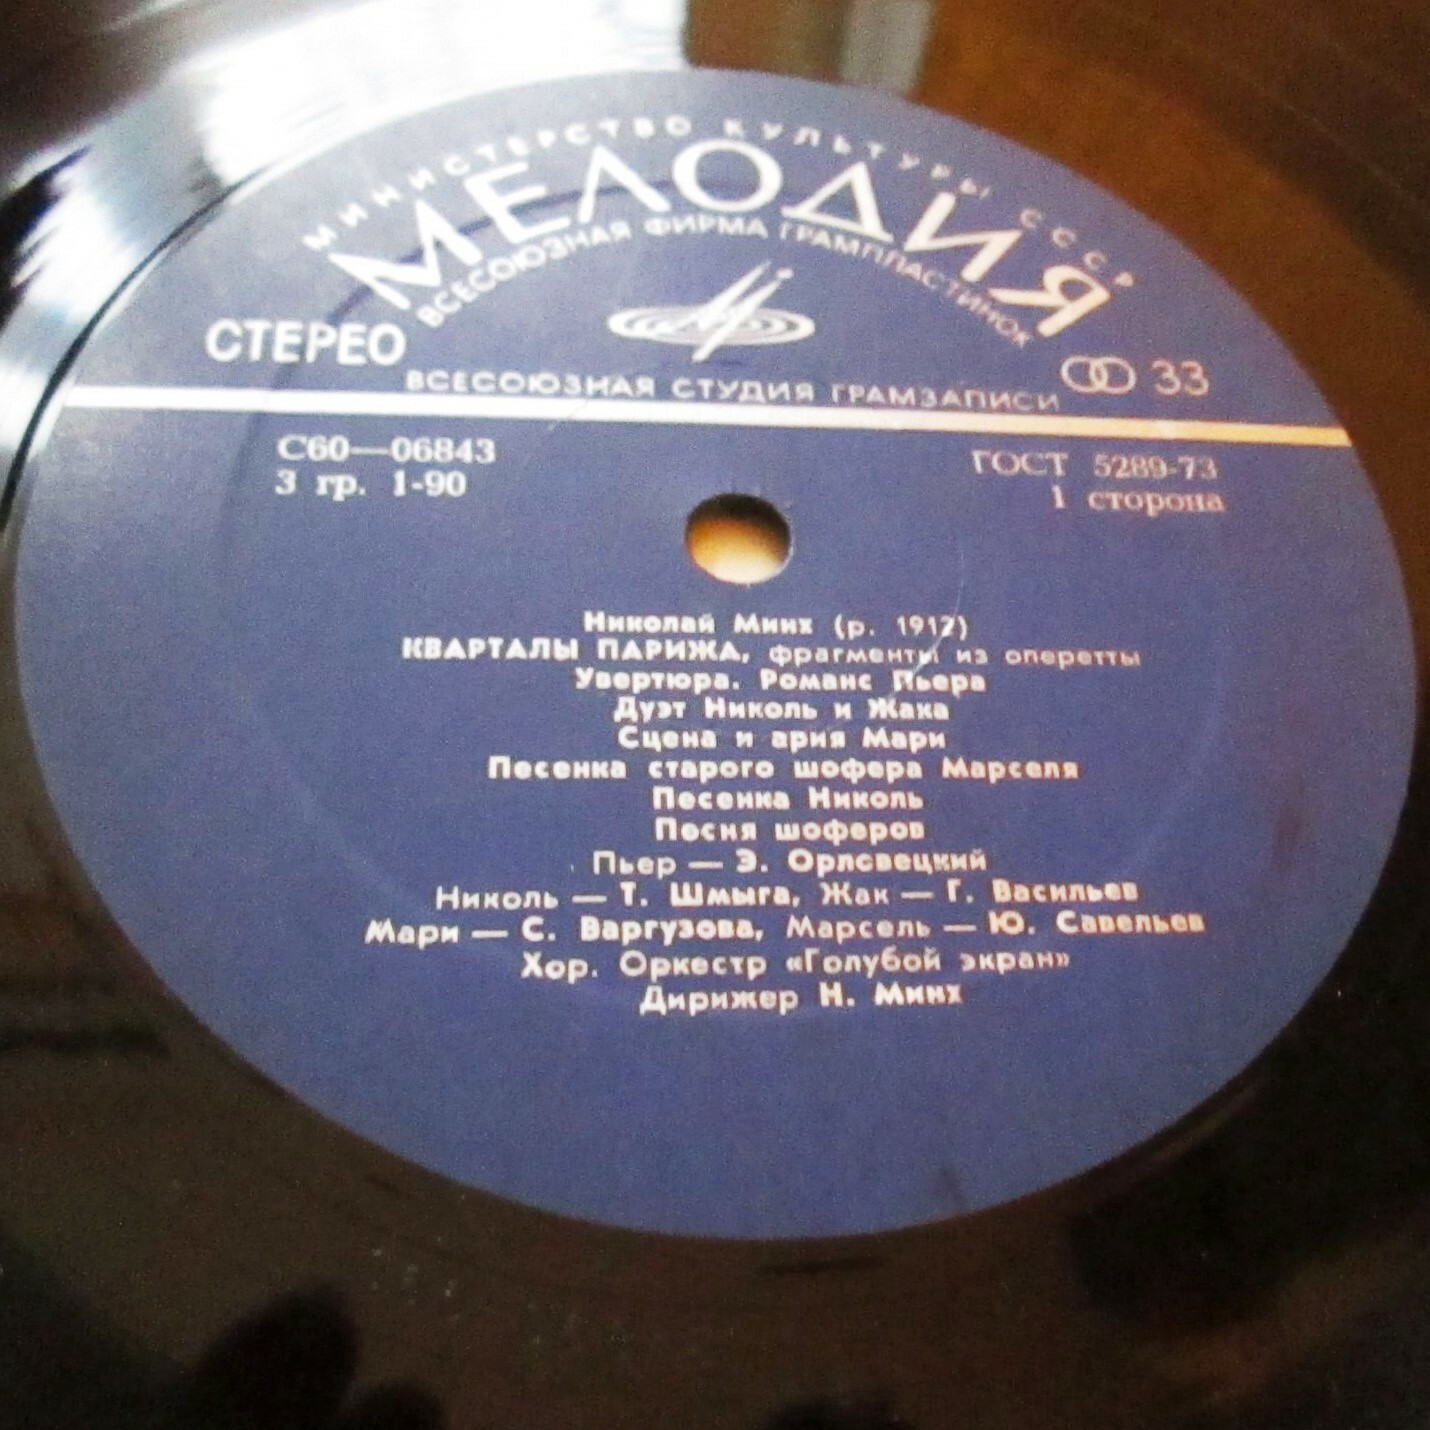 МИНИСТЕРСТВО КУЛЬТУРЫ СССР
МЕЛОДИЯ
ВСЕСОЮЗНАЯ ФИРМА ГРАМПЛАСТИНОК
СТЕРЕО
33
ВСЕСОЮЗНАЯ СТУДИЯ ГРАМЗАПИСИ
С60—06843
ГОСТ 5289-73
3 гр. 1-90
1 сторона
Николай Минх (р. 1912)
КВАРТАЛЫ ПАРИЖА, фрагменты из оперетты
Увертюра. Романс Пьера
Дуэт Николь и Жака
Сцена и ария Мари
Песенка старого шофера Марселя
Песенка Николь
Песня шоферов
Пьер — Э. Орловецкий
Николь — Т. Шмыга, Жак — Г. Васильев
Мари — С. Варгузова, Марсель — Ю. Савельев
Хор. Оркестр «Голубой экран»
Дирижер Н. Минх